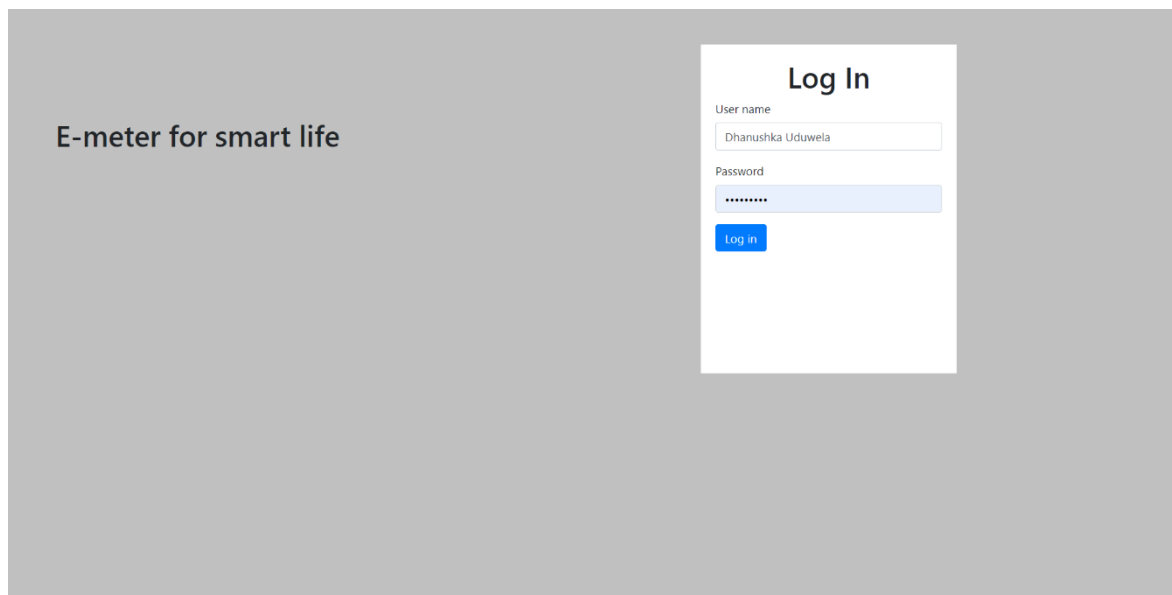 E-meter for smart life
Log In
User name
Dhanushka Uduwela
Password
•••••••••
Log in